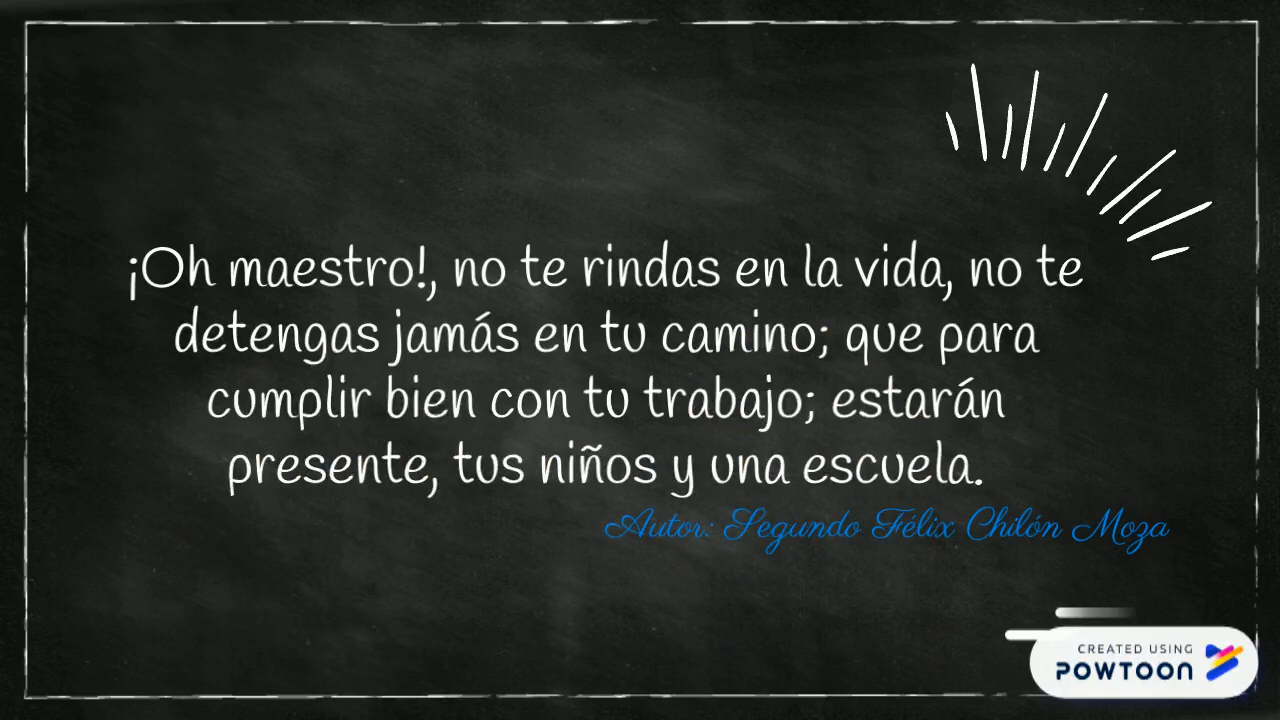 ¡Oh maestro!, no te rindas en la vida, no te
detengas jamás en tu camino; que para
cumplir bien con tu trabajo; estarán
presente, tus niños y una escuela.
Autor: Segundo Félix Chilón Moza
CREATED USING
POWTOON